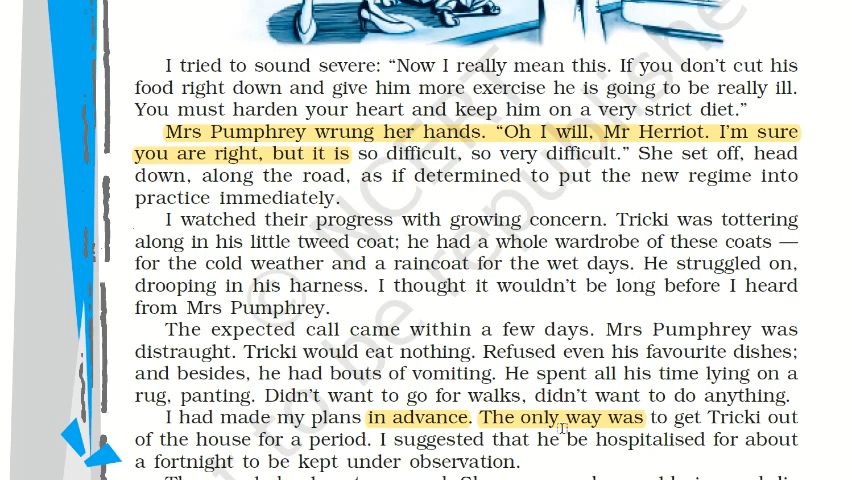 I tried to sound severe: “Now I really mean this. If you don’t cut his
food right down and give him more exercise he is going to be really ill.
You must harden your heart and keep him on a very strict diet.”
Mrs Pumphrey wrung her hands. “Oh I will, Mr Herriot. I’m sure
you are right, but it is so difficult, so very difficult.” She set off, head
down, along the road, as if determined to put the new regime into
practice immediately.
I watched their progress with growing concern. Tricki was tottering
along in his little tweed coat; he had a whole wardrobe of these coats —
for the cold weather and a raincoat for the wet days. He struggled on,
drooping in his harness. I thought it wouldn’t be long before I heard
from Mrs Pumphrey.
The expected call came within a few days. Mrs Pumphrey was
distraught. Tricki would eat nothing. Refused even his favourite dishes;
and besides, he had bouts of vomiting. He spent all his time lying on a
rug, panting. Didn’t want to go for walks, didn’t want to do anything.
I had made my plans in advance. The only way was to get Tricki out
of the house for a period. I suggested that he be hospitalised for about
a fortnight to be kept under observation.
© NCERT
not to be republished